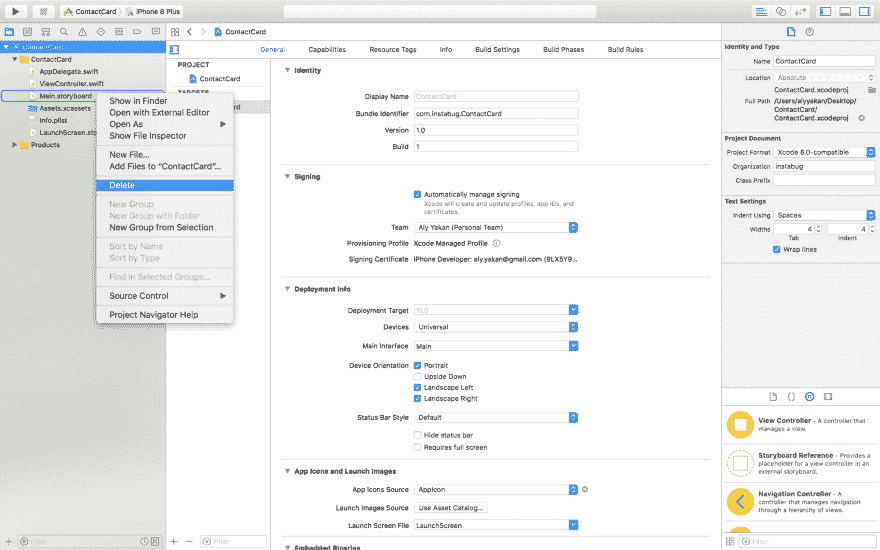 ContactCard
iPhone 8 Plus
ContactCard
ContactCard
ContactCard
AppDelegate.swift
ViewController.swift
Main.storyboard
Assets.xcassets
Info.plist
LaunchScreen.sto
Products
Show in Finder
Open with External Editor
Open As
Show File Inspector
New File...
Add Files to “ContactCard”...
Delete
New Group
New Group with Folder
New Group from Selection
Sort by Name
Sort by Type
Find in Selected Groups...
Source Control
Project Navigator Help
Filter
General
Capabilities
Resource Tags
Info
Build Settings
Build Phases
Build Rules
PROJECT
ContactCard
TARGETS
Filter
Identity
Display Name
ContactCard
Bundle Identifier
com.Instabug.ContactCard
Version
1.0
Build
1
Signing
Automatically manage signing
Xcode will create and update profiles, app IDs, and
certificates.
Team
Aly Yakan (Personal Team)
Provisioning Profile
Xcode Managed Profile
Signing Certificate
iPhone Developer: aly.yakan@gmail.com (9LX5Y9...
Deployment Info
Deployment Target
11.0
Devices
Universal
Main Interface
Main
Device Orientation
Portrait
Upside Down
Landscape Left
Landscape Right
Status Bar Style
Default
Hide status bar
Requires full screen
App Icons and Launch Images
App Icons Source
AppIcon
Launch Images Source
Use Asset Catalog...
Launch Screen File
LaunchScreen
Embedded Binaries
Identity and Type
Name
ContactCard
Location
Absolute
ContactCard.xcodeproj
Full Path
/Users/alyyakan/Desktop/
ContactCard/
ContactCard.xcodeproj
Project Document
Project Format
Xcode 8.0-compatible
Organization
instabug
Class Prefix
Text Settings
Indent Using
Spaces
Widths
4
4
Tab
Indent
Wrap lines
View Controller - A controller that
manages a view.
Storyboard Reference - Provides a
placeholder for a view controller in an
external storyboard.
Navigation Controller - A
controller that manages navigation
through a hierarchy of views.
Filter